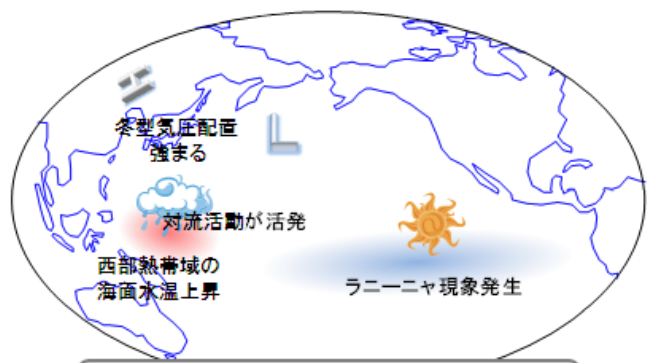 冬型気圧配置
強まる
対流活動が活発
西部熱帯域の
海面水温上昇
ラニーニャ現象発生